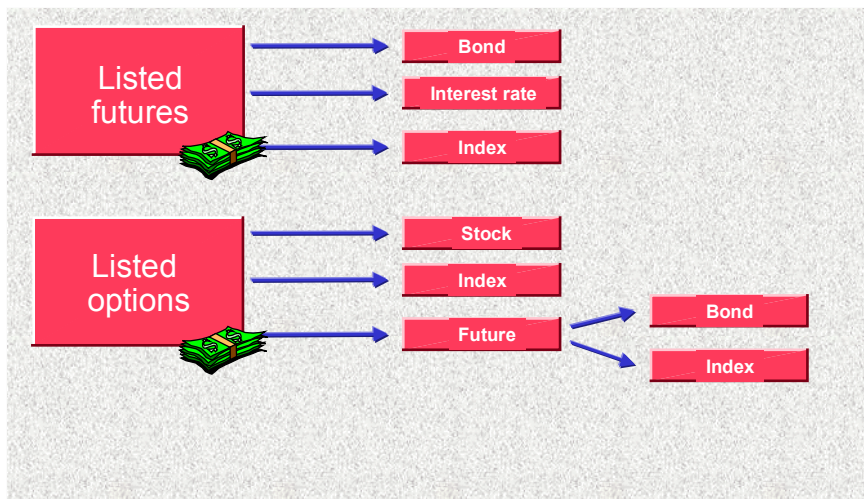 Listed
futures
Bond
Interest rate
Index
Listed
options
Stock
Index
Future
Bond
Index